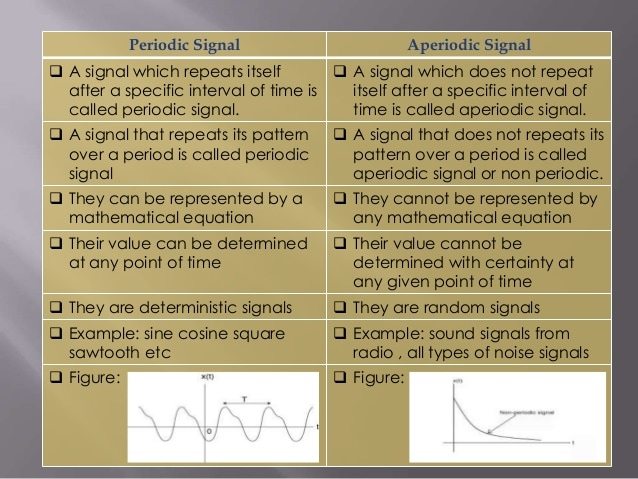 Periodic Signal
Aperiodic Signal
❑ A signal which repeats itself
after a specific interval of time is
called periodic signal.
❑ A signal which does not repeat
itself after a specific interval of
time is called aperiodic signal.
❑ A signal that repeats its pattern
over a period is called periodic
signal
❑ A signal that does not repeats its
pattern over a period is called
aperiodic signal or non periodic.
❑ They can be represented by a
mathematical equation
❑ They cannot be represented by
any mathematical equation
❑ Their value can be determined
at any point of time
❑ Their value cannot be
determined with certainty at
any given point of time
❑ They are deterministic signals
❑ They are random signals
❑ Example: sine cosine square
sawtooth etc
❑ Example: sound signals from
radio , all types of noise signals
❑ Figure:
x(t)
T
0
t
❑ Figure:
x(t)
Non-periodic signal
t